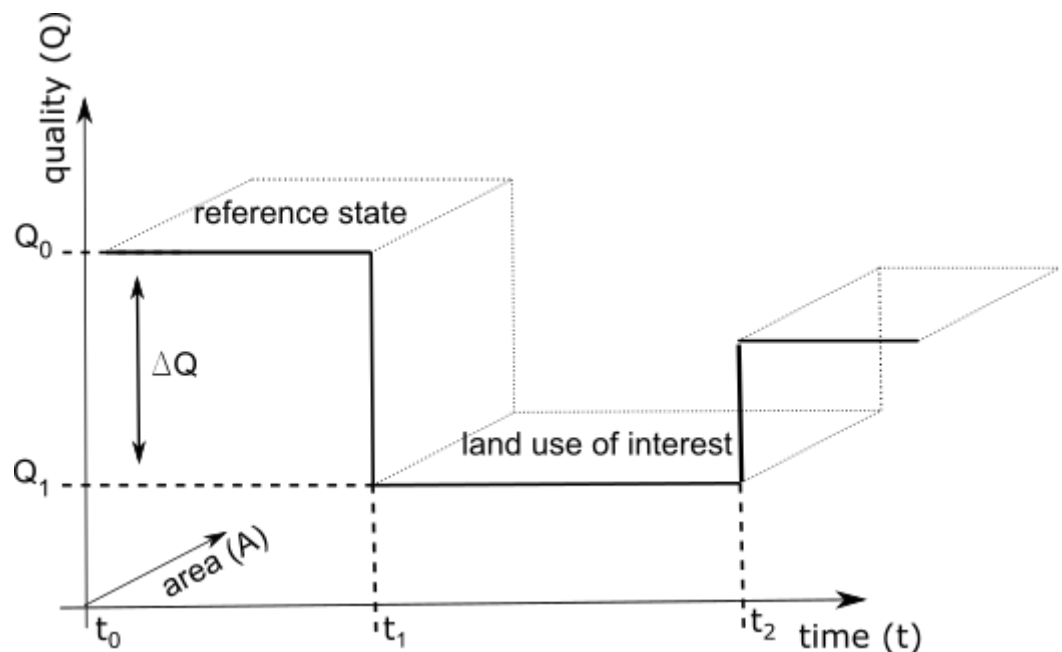 quality (Q)
reference state
Q₀
ΔQ
land use of interest
Q₁
area (A)
t₀
t₁
t₂
time (t)